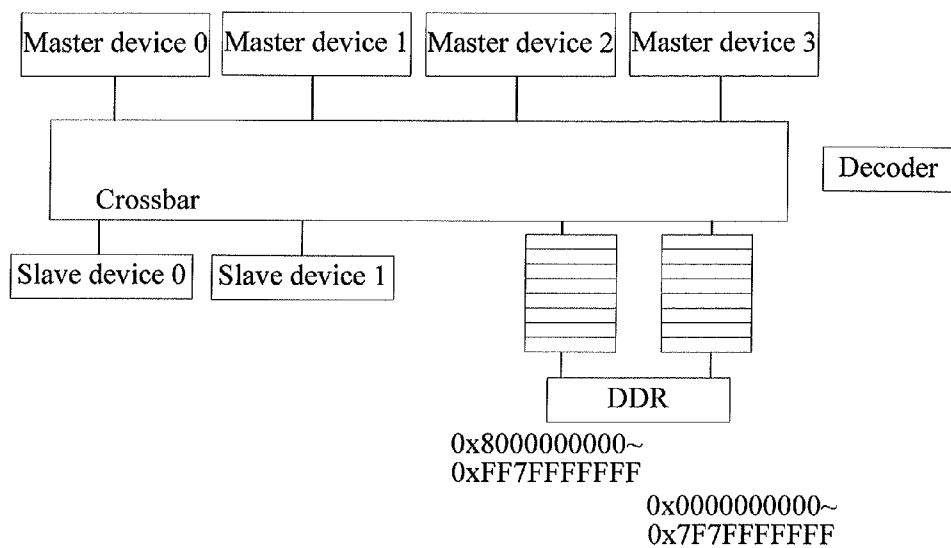 Master device 0
Master device 1
Master device 2
Master device 3
Decoder
Crossbar
Slave device 0
Slave device 1
DDR
0x8000000000~
0xFF7FFFFFFF
0x0000000000~
0x7F7FFFFFFF